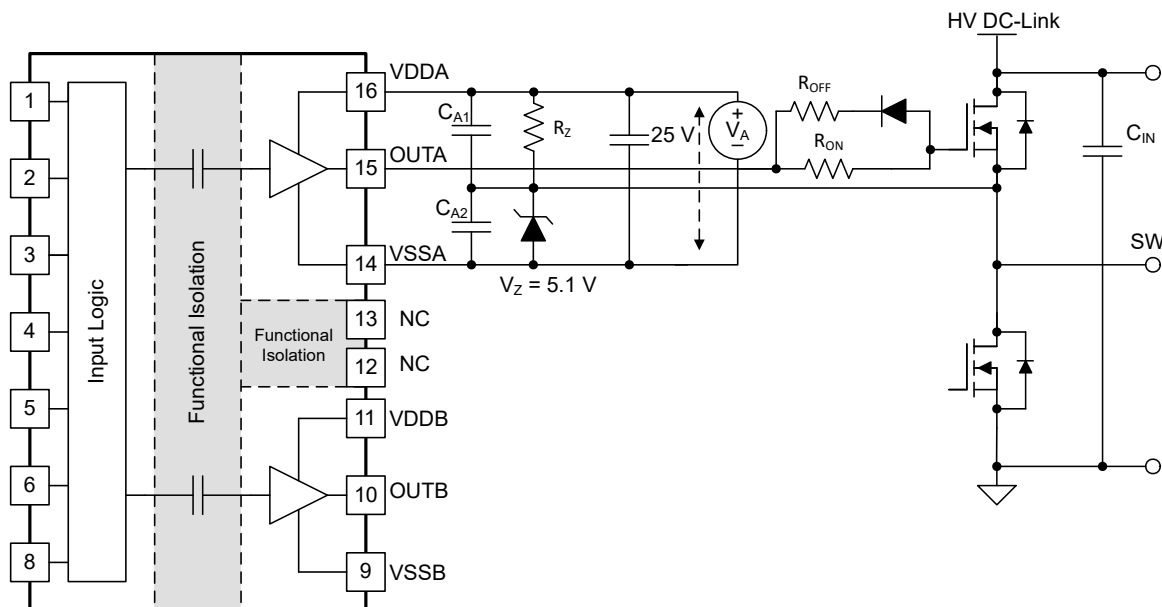 HV DC-Link
1
2
3
4
5
6
8
Input Logic
Functional Isolation
Functional
Isolation
16
VDDA
15
OUTA
14
VSSA
13
NC
12
NC
11
VDDB
10
OUTB
9
VSSB
CA1
CA2
RZ
VZ = 5.1 V
25 V
+
VA
–
ROFF
RON
CIN
SW